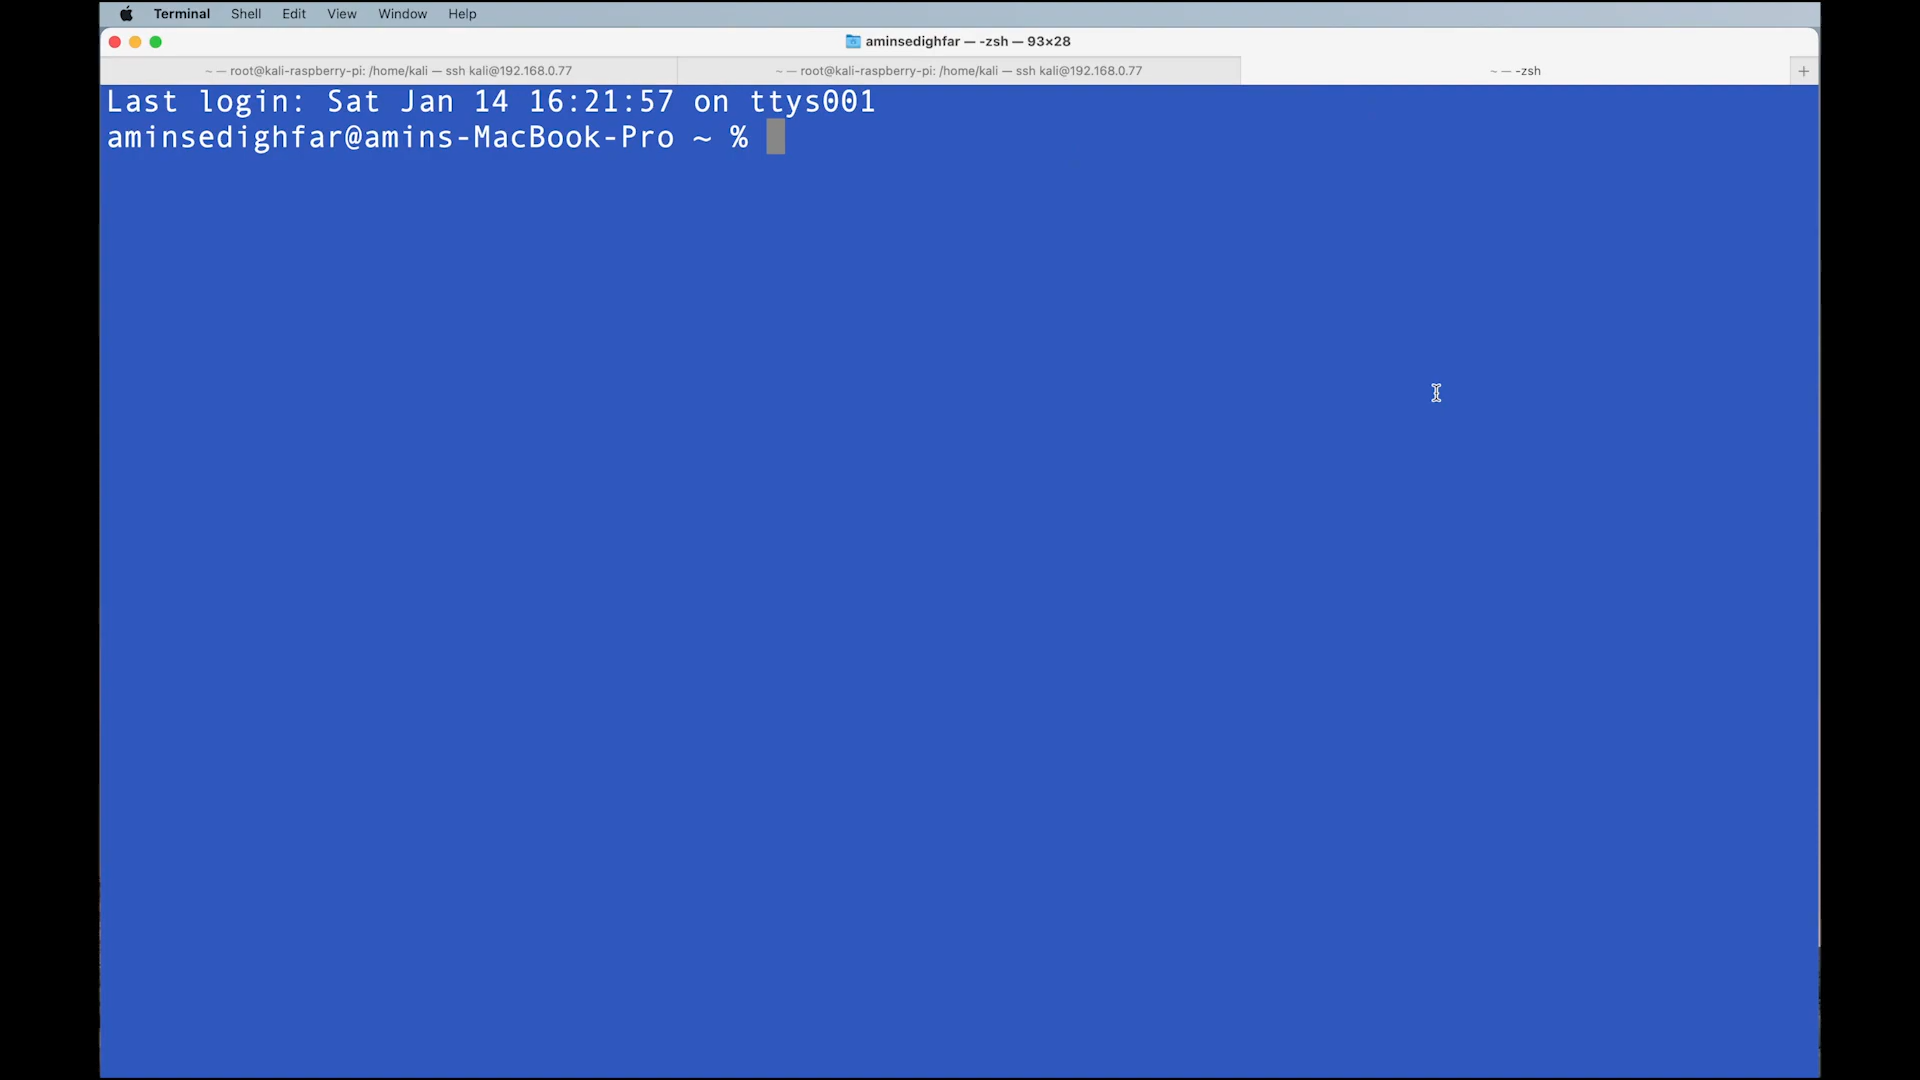 Terminal Shell Edit View Window Help
aminsedighfar — -zsh — 93×28
~ — root@kali-raspberry-pi: /home/kali — ssh kali@192.168.0.77 ~ — root@kali-raspberry-pi: /home/kali — ssh kali@192.168.0.77 ~ — -zsh +
Last login: Sat Jan 14 16:21:57 on ttys001
aminsedighfar@amins-MacBook-Pro ~ %